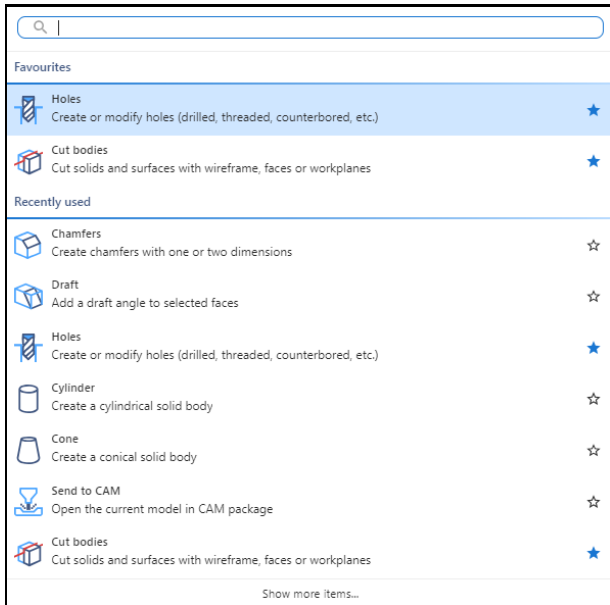 Favourites
Holes
Create or modify holes (drilled, threaded, counterbored, etc.)
Cut bodies
Cut solids and surfaces with wireframe, faces or workplanes
Recently used
Chamfers
Create chamfers with one or two dimensions
Draft
Add a draft angle to selected faces
Holes
Create or modify holes (drilled, threaded, counterbored, etc.)
Cylinder
Create a cylindrical solid body
Cone
Create a conical solid body
Send to CAM
Open the current model in CAM package
Cut bodies
Cut solids and surfaces with wireframe, faces or workplanes
Show more items...